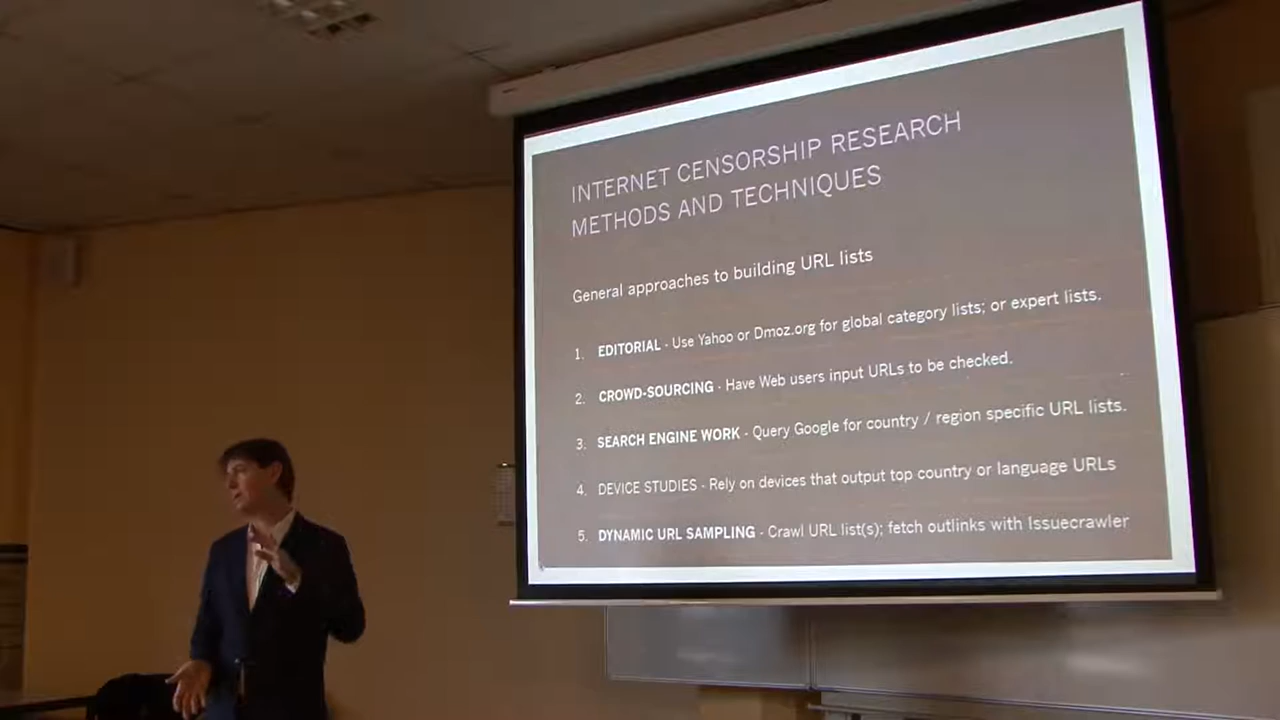 INTERNET CENSORSHIP RESEARCH
METHODS AND TECHNIQUES
General approaches to building URL lists
1. EDITORIAL - Use Yahoo or Dmoz.org for global category lists; or expert lists.
2. CROWD-SOURCING - Have Web users input URLs to be checked.
3. SEARCH ENGINE WORK - Query Google for country / region specific URL lists.
4. DEVICE STUDIES - Rely on devices that output top country or language URLs
5. DYNAMIC URL SAMPLING - Crawl URL list(s); fetch outlinks with Issuecrawler